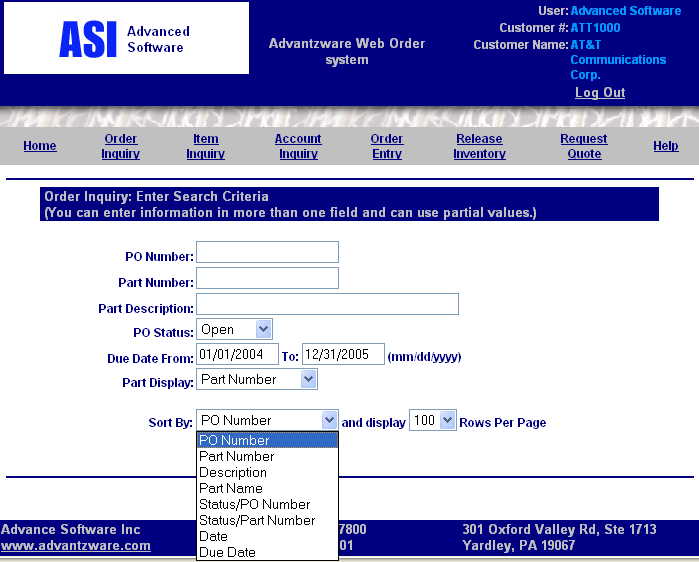 ASI Advanced Software
Advantzware Web Order system
User: Advanced Software
Customer #: ATT1000
Customer Name: AT&T Communications Corp.
Log Out
Home Order Inquiry Item Inquiry Account Inquiry Order Entry Release Inventory Request Quote Help
Order Inquiry: Enter Search Criteria
(You can enter information in more than one field and can use partial values.)
PO Number:
Part Number:
Part Description:
PO Status: Open
Due Date From: 01/01/2004 To: 12/31/2005 (mm/dd/yyyy)
Part Display: Part Number
Sort By: PO Number and display 100 Rows Per Page
PO Number
Part Number
Description
Part Name
Status/PO Number
Status/Part Number
Date
Due Date
Advance Software Inc 7800 301 Oxford Valley Rd, Ste 1713
www.advantzware.com 01 Yardley, PA 19067